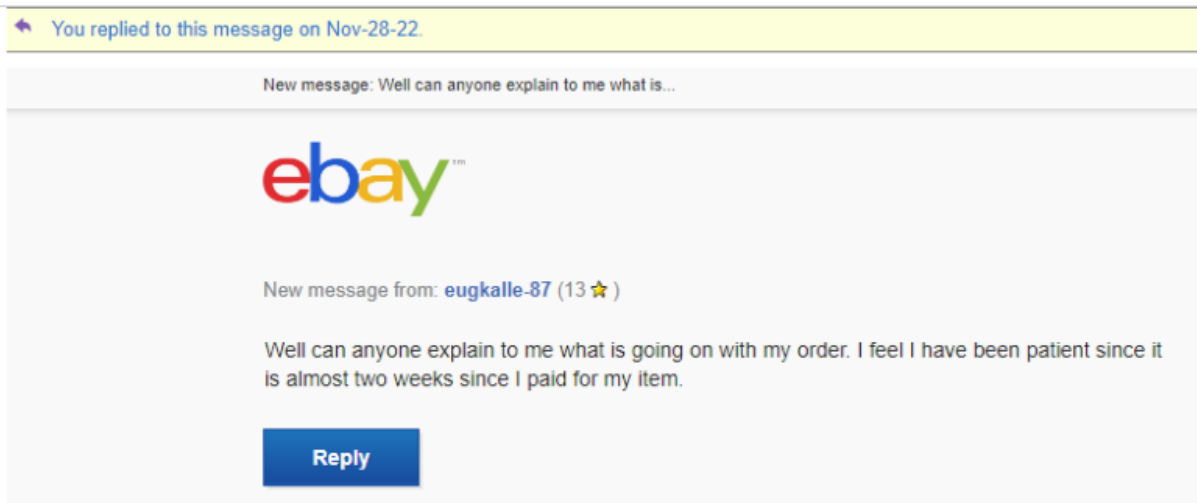 You replied to this message on Nov-28-22.
New message: Well can anyone explain to me what is...
ebay™
New message from: eugkalle-87 (13 )
Well can anyone explain to me what is going on with my order. I feel I have been patient since it
is almost two weeks since I paid for my item.
Reply